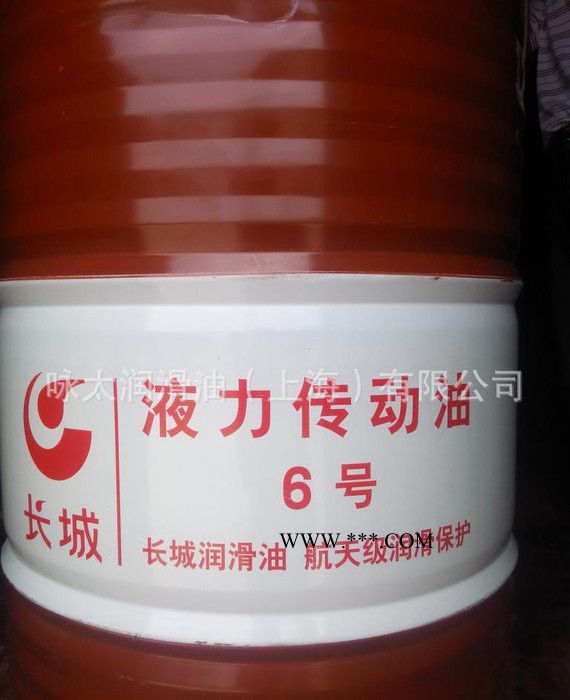 液力传动油
6号
长城
长城润滑油 航天级润滑保护
咏太润滑油（上海）有限公司
WWW.***.COM